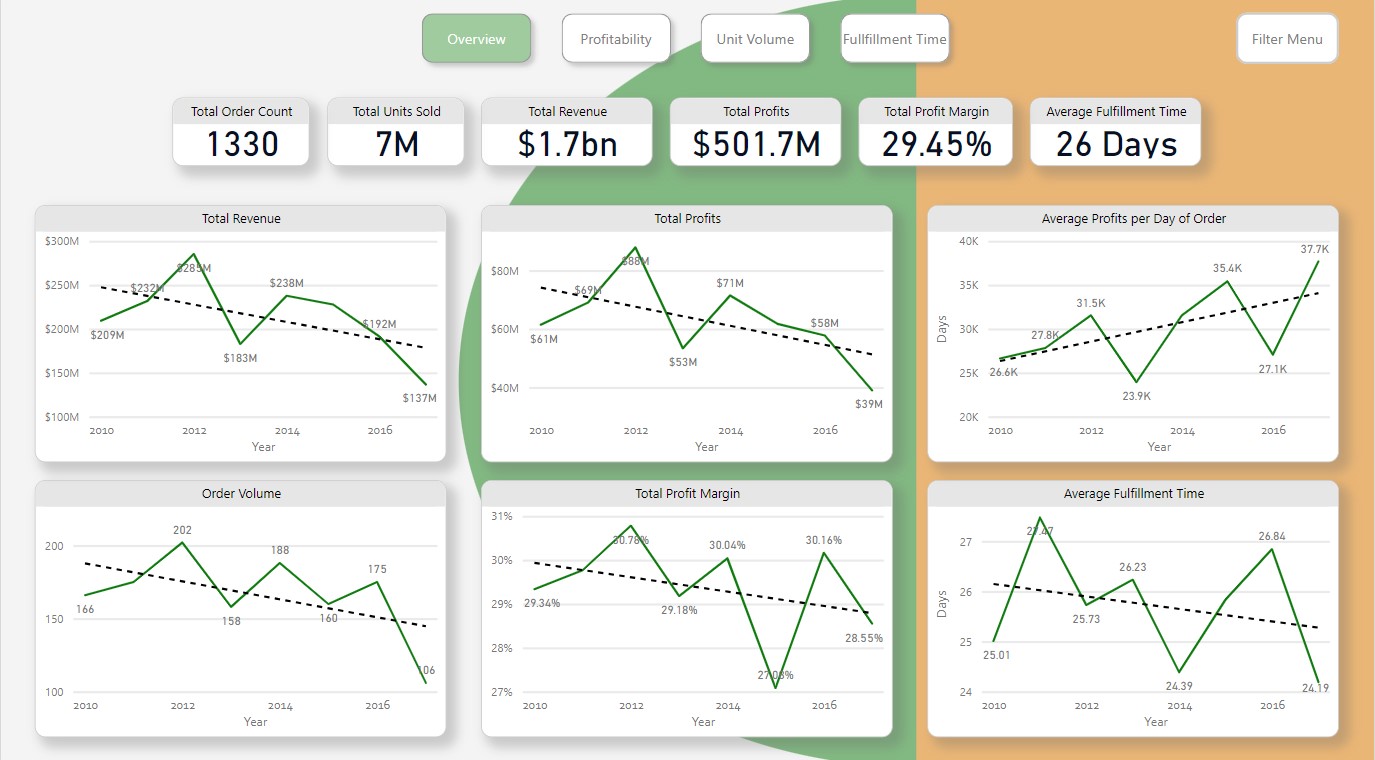 Overview
Profitability
Unit Volume
Fullfillment Time
Filter Menu
Total Order Count
1330
Total Units Sold
7M
Total Revenue
$1.7bn
Total Profits
$501.7M
Total Profit Margin
29.45%
Average Fulfillment Time
26 Days
Total Revenue
$300M
$250M
$200M
$150M
$100M
$209M
$232M
$285M
$183M
$238M
$192M
$137M
2010
2012
2014
2016
Year
Total Profits
$80M
$60M
$40M
$61M
$69M
$88M
$53M
$71M
$58M
$39M
2010
2012
2014
2016
Year
Average Profits per Day of Order
Days
40K
35K
30K
25K
20K
26.6K
27.8K
31.5K
23.9K
35.4K
27.1K
37.7K
2010
2012
2014
2016
Year
Order Volume
200
150
100
166
202
158
188
160
175
106
2010
2012
2014
2016
Year
Total Profit Margin
31%
30%
29%
28%
27%
29.34%
30.78%
29.18%
30.04%
30.16%
28.55%
2010
2012
2014
2016
Year
Average Fulfillment Time
Days
27
26
25
24
25.01
27.47
25.73
26.23
24.39
26.84
24.19
2010
2012
2014
2016
Year